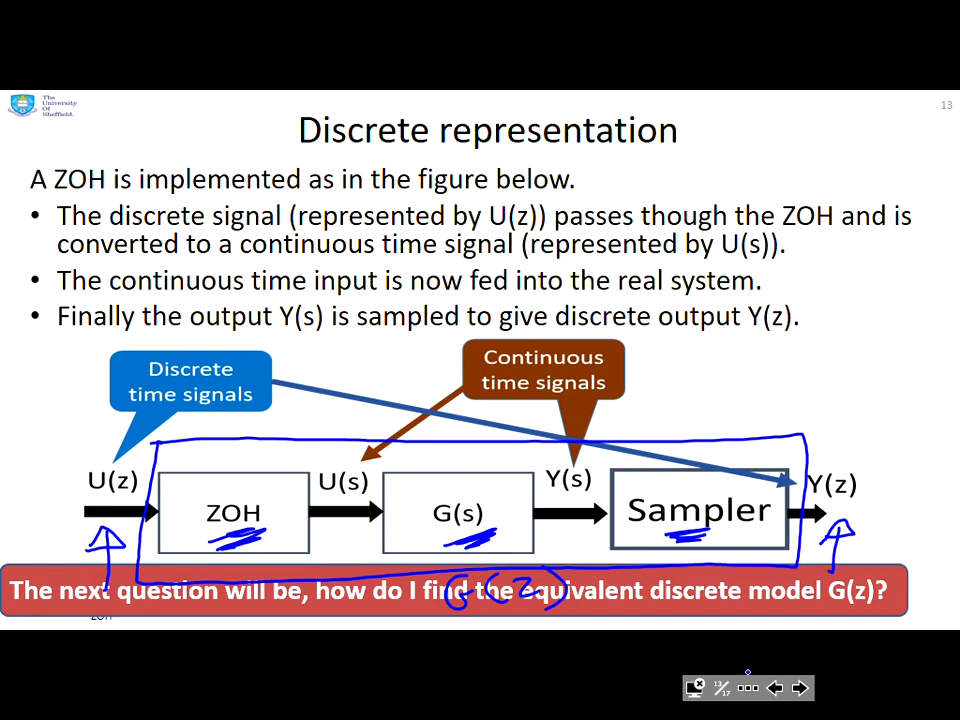 The
University
Of
Sheffield.
13
Discrete representation
A ZOH is implemented as in the figure below.
• The discrete signal (represented by U(z)) passes though the ZOH and is
converted to a continuous time signal (represented by U(s)).
• The continuous time input is now fed into the real system.
• Finally the output Y(s) is sampled to give discrete output Y(z).
Discrete
time signals
Continuous
time signals
U(z)
U(s)
Y(s)
Y(z)
ZOH
G(s)
Sampler
G(z)
The next question will be, how do I find the equivalent discrete model G(z)?
ZOH
13/17